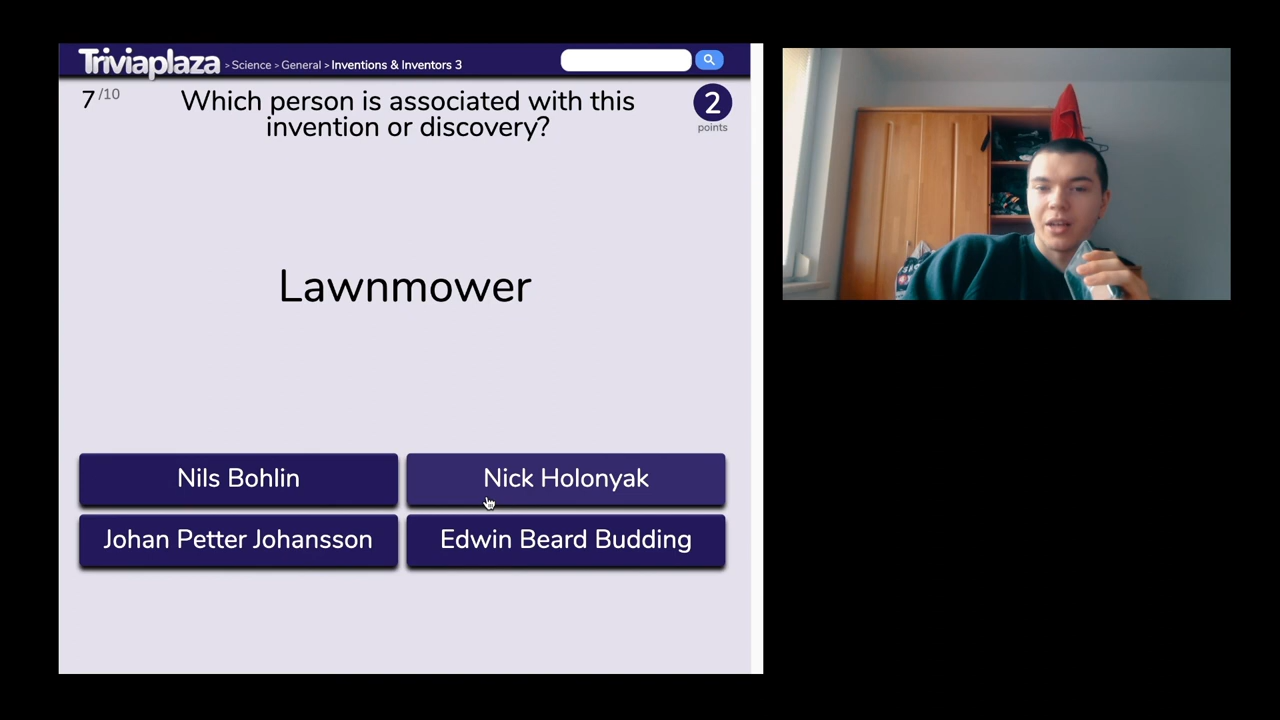 Triviaplaza > Science > General > Inventions & Inventors 3
7/10
Which person is associated with this
invention or discovery?
2
points
Lawnmower
Nils Bohlin
Nick Holonyak
Johan Petter Johansson
Edwin Beard Budding